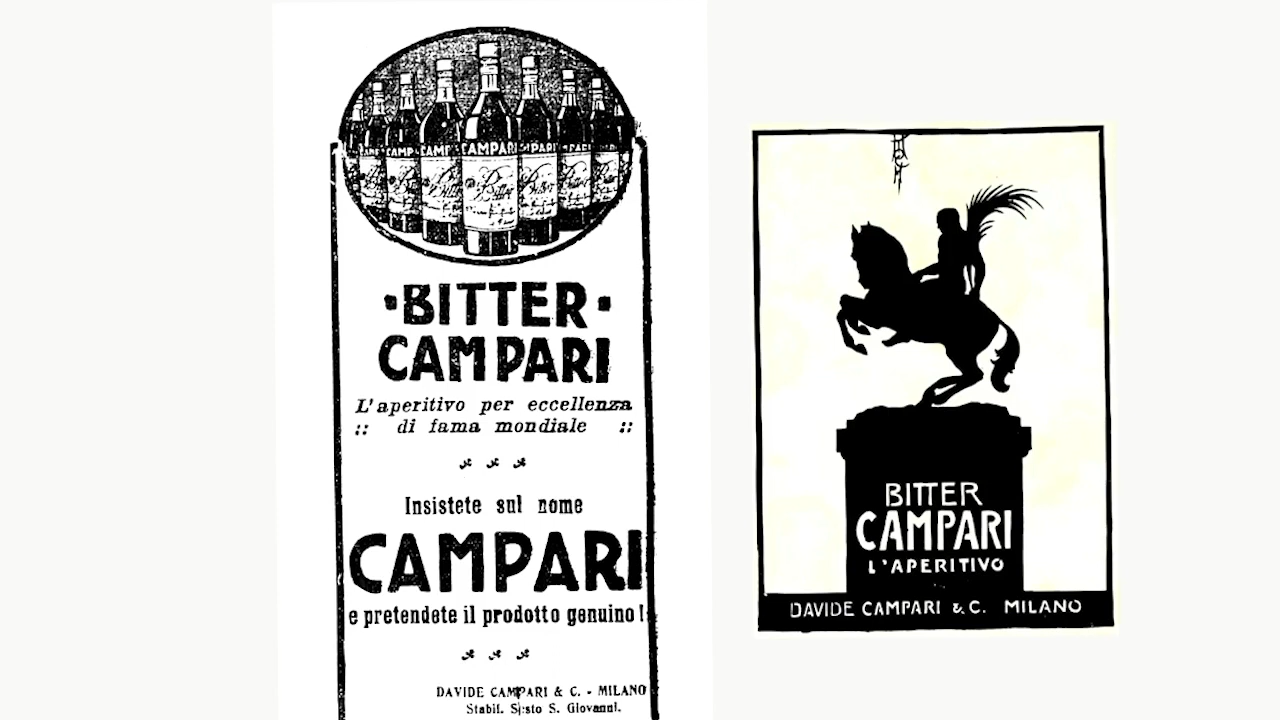 CAMPARI
Bitter
·BITTER·
CAMPARI
L'aperitivo per eccellenza
:: di fama mondiale ::
Insistete sul nome
CAMPARI
e pretendete il prodotto genuino!
DAVIDE CAMPARI & C. - MILANO
Stabil. Sesto S. Giovanni.
BITTER
CAMPARI
L'APERITIVO
DAVIDE CAMPARI & C. MILANO